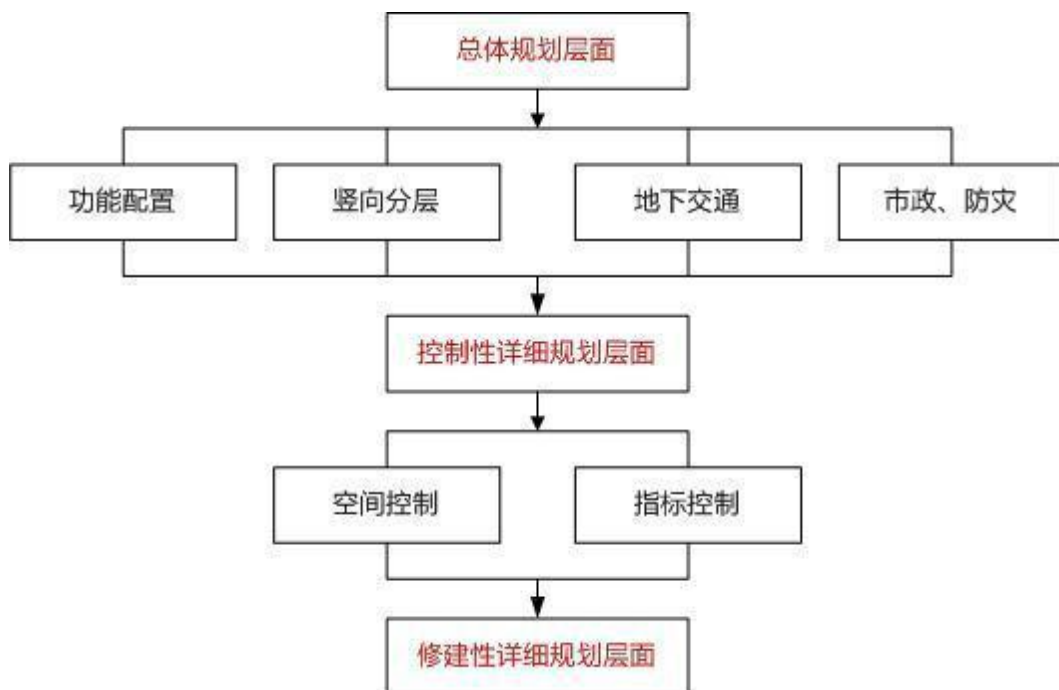 总体规划层面
功能配置
竖向分层
地下交通
市政、防灾
控制性详细规划层面
空间控制
指标控制
修建性详细规划层面